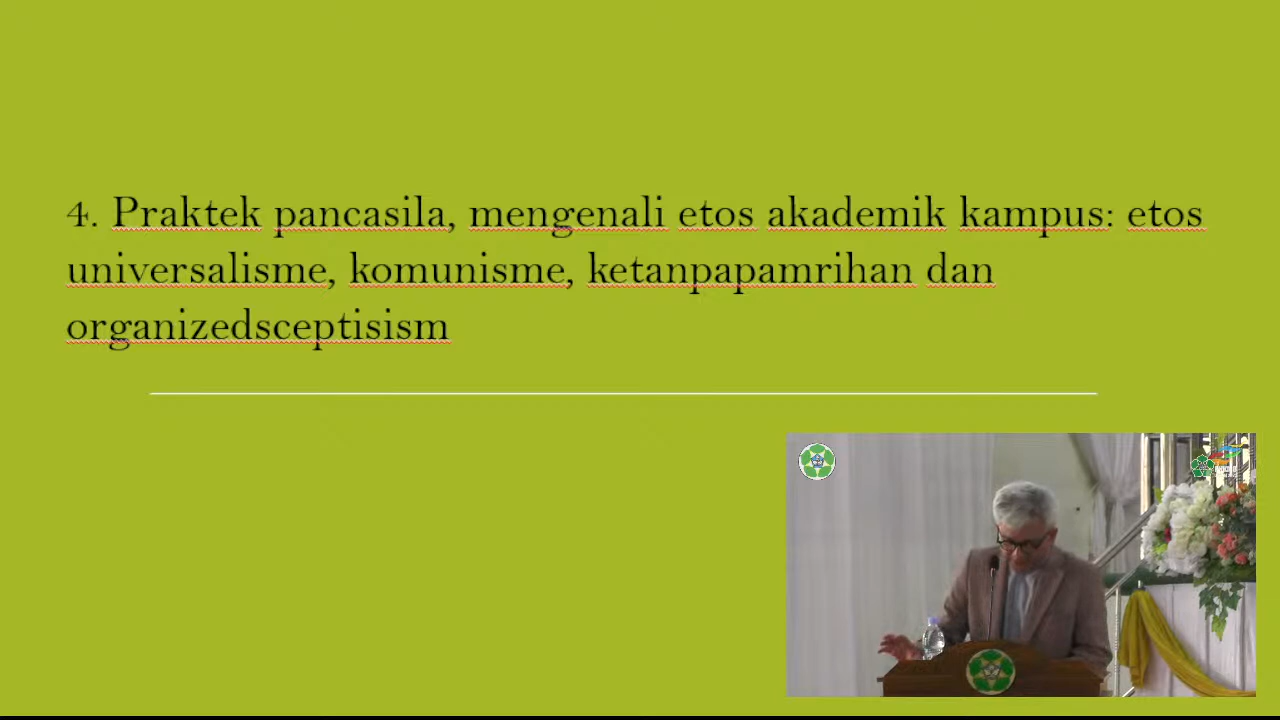 4. Praktek pancasila, mengenali etos akademik kampus: etos
universalisme, komunisme, ketanpapamrihan dan
organizedsceptisism